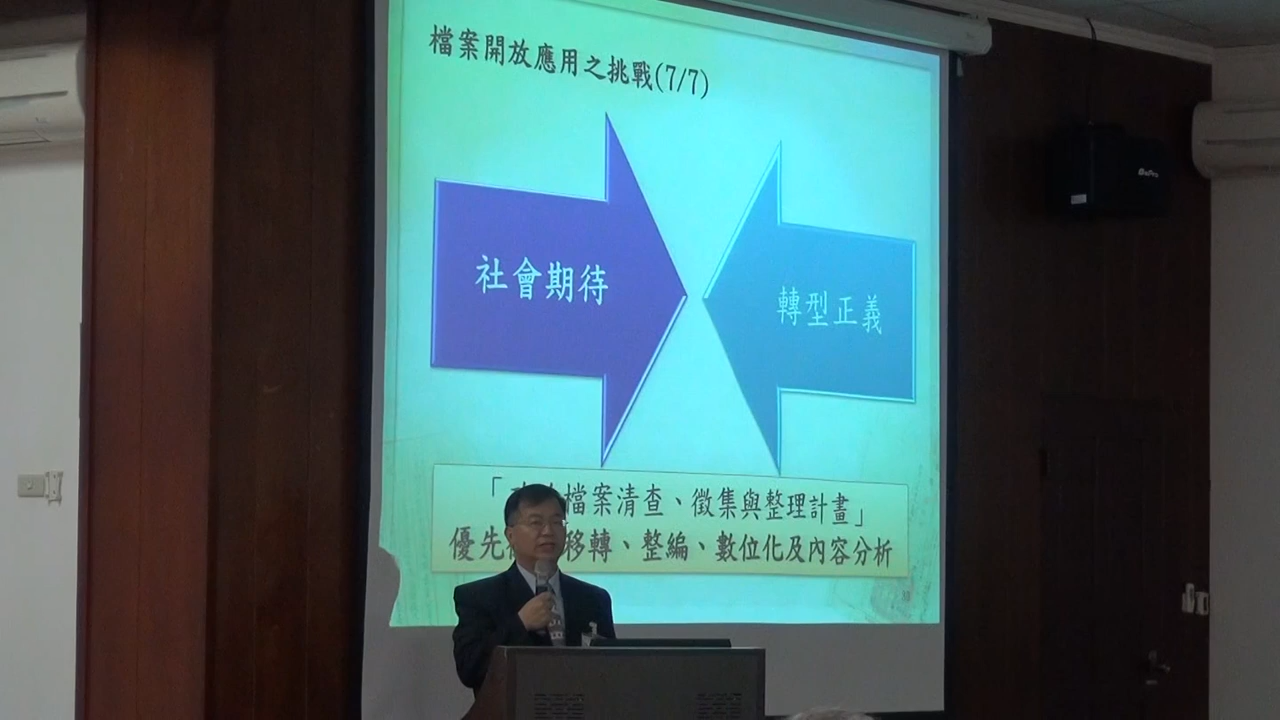 檔案開放應用之挑戰(7/7)
社會期待
轉型正義
「 檔案清查、徵集與整理計畫」
優先 移轉、整編、數位化及內容分析